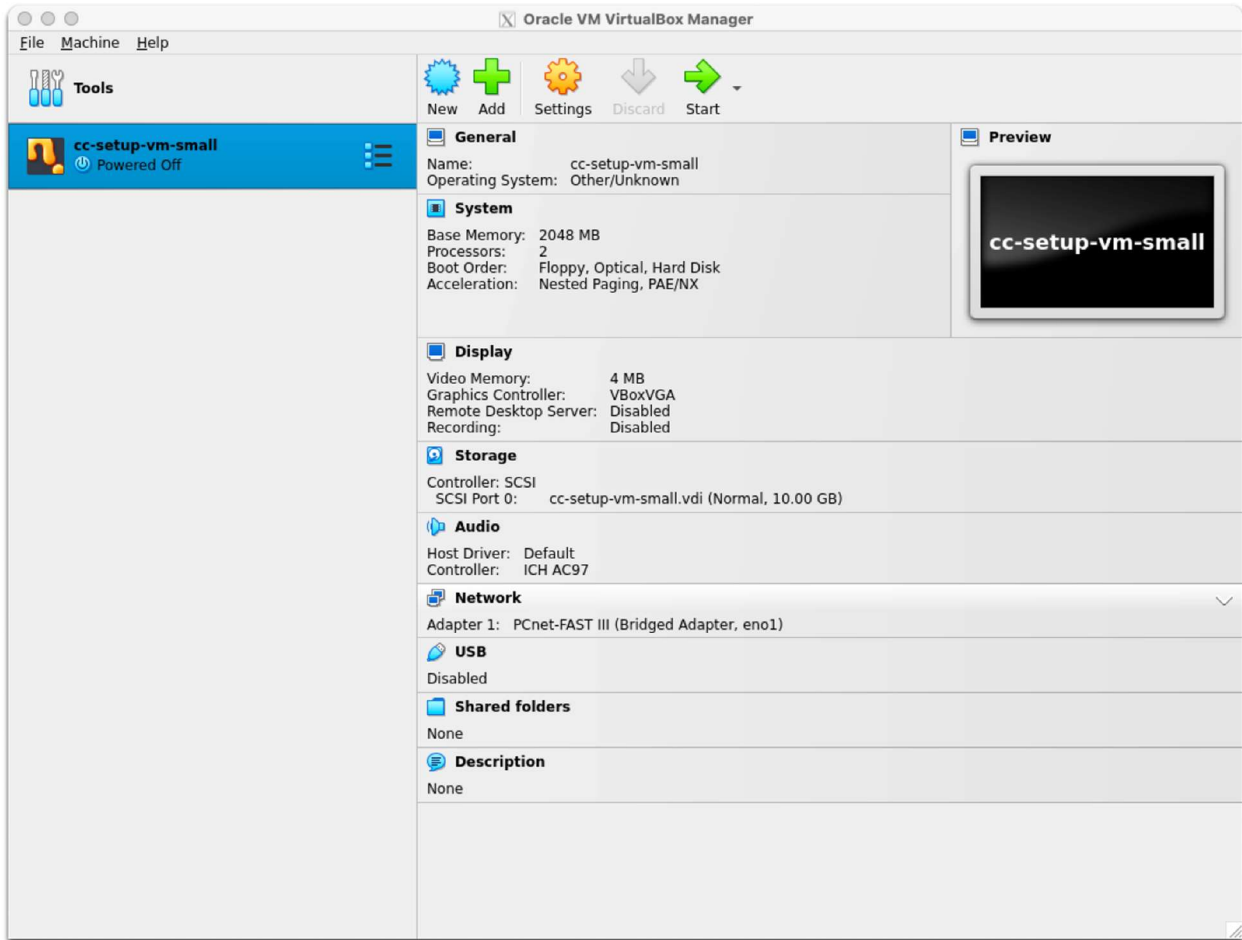 Oracle VM VirtualBox Manager
File Machine Help
Tools
New Add Settings Discard Start
cc-setup-vm-small
Powered Off
General
Name: cc-setup-vm-small
Operating System: Other/Unknown
System
Base Memory: 2048 MB
Processors: 2
Boot Order: Floppy, Optical, Hard Disk
Acceleration: Nested Paging, PAE/NX
Preview
cc-setup-vm-small
Display
Video Memory: 4 MB
Graphics Controller: VBoxVGA
Remote Desktop Server: Disabled
Recording: Disabled
Storage
Controller: SCSI
SCSI Port 0: cc-setup-vm-small.vdi (Normal, 10.00 GB)
Audio
Host Driver: Default
Controller: ICH AC97
Network
Adapter 1: PCnet-FAST III (Bridged Adapter, eno1)
USB
Disabled
Shared folders
None
Description
None